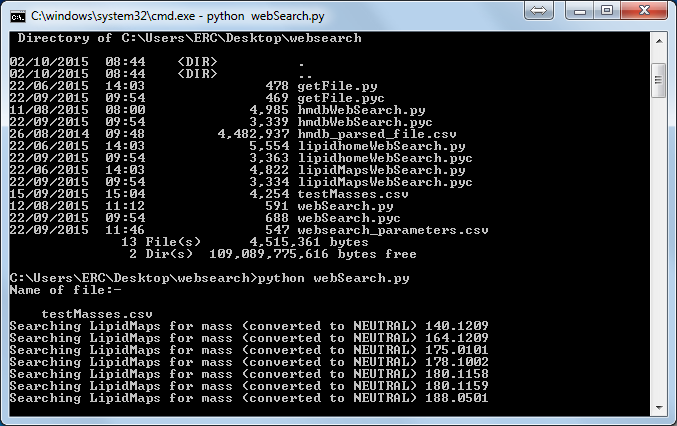 C:\windows\system32\cmd.exe - python  webSearch.py
Directory of C:\Users\ERC\Desktop\websearch
02/10/2015  08:44    <DIR>          .
02/10/2015  08:44    <DIR>          ..
22/06/2015  14:03               478 getFile.py
22/09/2015  09:54               469 getFile.pyc
11/08/2015  08:00             4,985 hmdbWebSearch.py
22/09/2015  09:54             3,339 hmdbWebSearch.pyc
26/08/2014  09:48         4,482,937 hmdb_parsed_file.csv
22/06/2015  14:03             5,554 lipidhomeWebSearch.py
22/09/2015  09:54             3,363 lipidhomeWebSearch.pyc
22/06/2015  14:03             4,822 lipidMapsWebSearch.py
22/09/2015  09:54             3,334 lipidMapsWebSearch.pyc
15/09/2015  15:04             4,254 testMasses.csv
12/08/2015  11:12               591 webSearch.py
22/09/2015  09:54               688 webSearch.pyc
22/09/2015  11:46               547 websearch_parameters.csv
13 File(s)      4,515,361 bytes
2 Dir(s)  109,089,775,616 bytes free
C:\Users\ERC\Desktop\websearch>python webSearch.py
Name of file:-
testMasses.csv
Searching LipidMaps for mass (converted to NEUTRAL) 140.1209
Searching LipidMaps for mass (converted to NEUTRAL) 164.1209
Searching LipidMaps for mass (converted to NEUTRAL) 175.0101
Searching LipidMaps for mass (converted to NEUTRAL) 178.1002
Searching LipidMaps for mass (converted to NEUTRAL) 180.1158
Searching LipidMaps for mass (converted to NEUTRAL) 180.1159
Searching LipidMaps for mass (converted to NEUTRAL) 188.0501